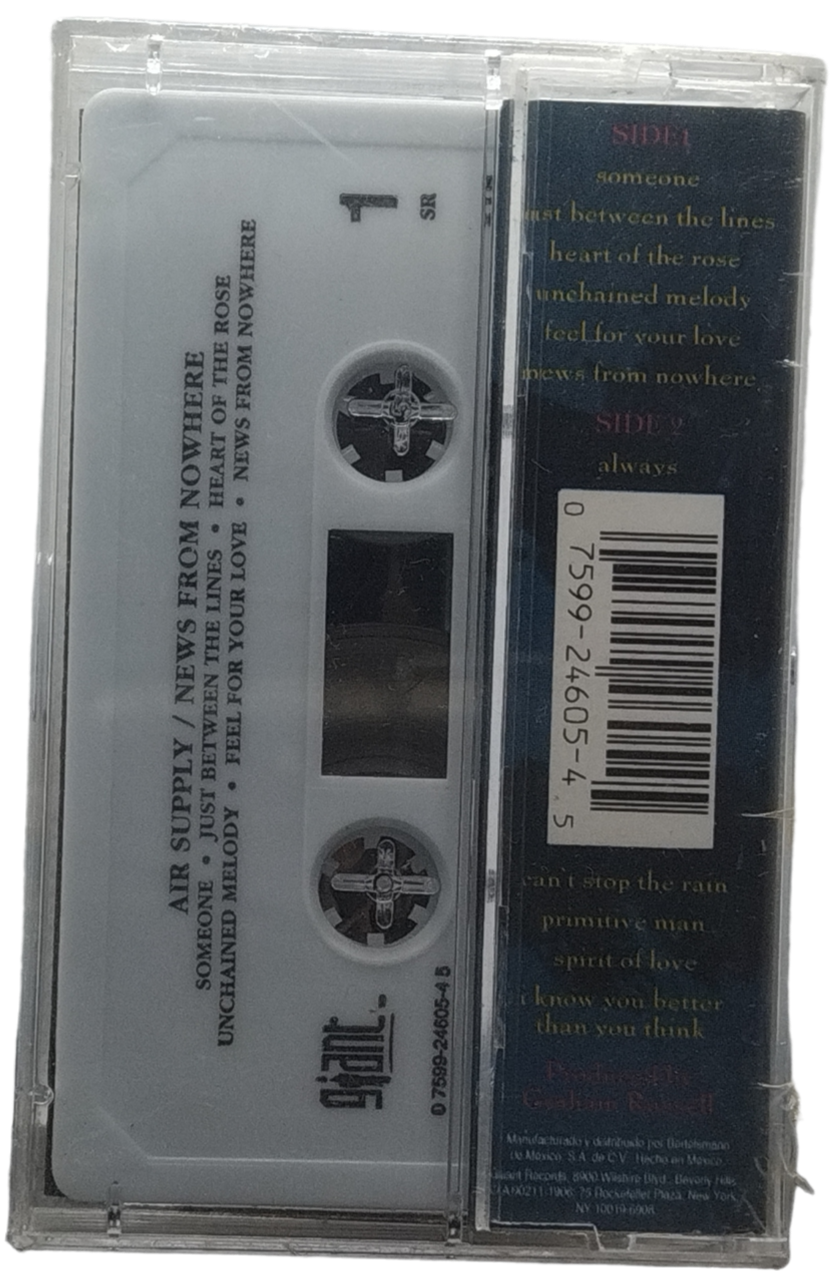 1
SR
AIR SUPPLY / NEWS FROM NOWHERE
SOMEONE • JUST BETWEEN THE LINES • HEART OF THE ROSE
UNCHAINED MELODY • FEEL FOR YOUR LOVE • NEWS FROM NOWHERE
giant
0 7599-24605-4 5
SIDE 1
someone
just between the lines
heart of the rose
unchained melody
feel for your love
news from nowhere
SIDE 2
always
0 7599-24605-4 5
can't stop the rain
primitive man
spirit of love
i know you better
than you think
Produced by
Graham Russell
Manufacturado y distribuido por Bertelsmann
de México, S.A. de C.V. Hecho en México
Giant Records, 8900 Wilshire Blvd., Beverly Hills,
CA 90211-1906; 75 Rockefeller Plaza, New York,
NY 10019-6908